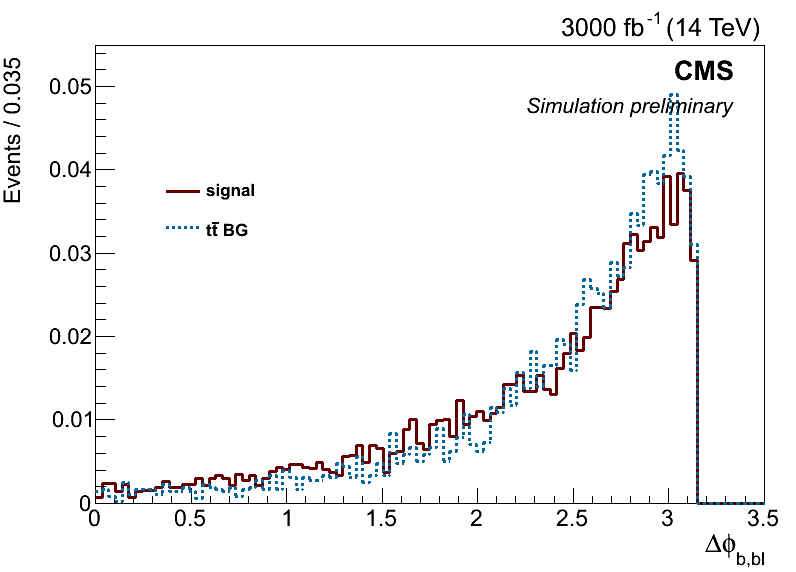 3000 fb⁻¹ (14 TeV)
CMS
Simulation preliminary
Events / 0.035
0.05
0.04
0.03
0.02
0.01
0
signal
tt̄ BG
0 0.5 1 1.5 2 2.5 3 3.5
Δϕb,bl